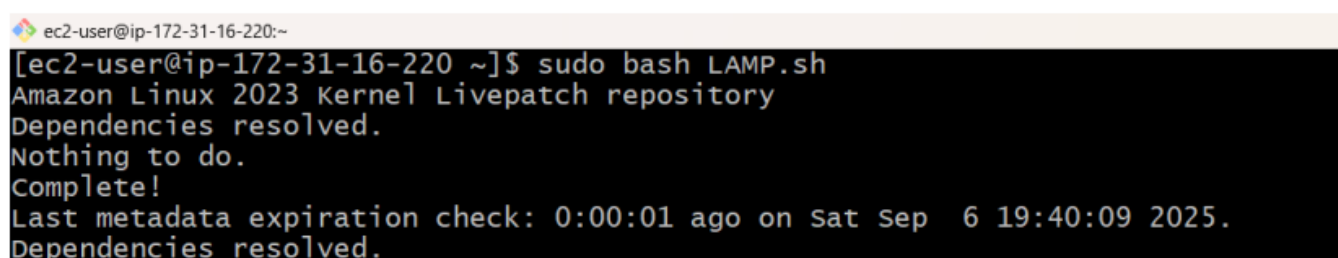 ec2-user@ip-172-31-16-220:~
[ec2-user@ip-172-31-16-220 ~]$ sudo bash LAMP.sh
Amazon Linux 2023 Kernel Livepatch repository
Dependencies resolved.
Nothing to do.
Complete!
Last metadata expiration check: 0:00:01 ago on Sat Sep  6 19:40:09 2025.
Dependencies resolved.